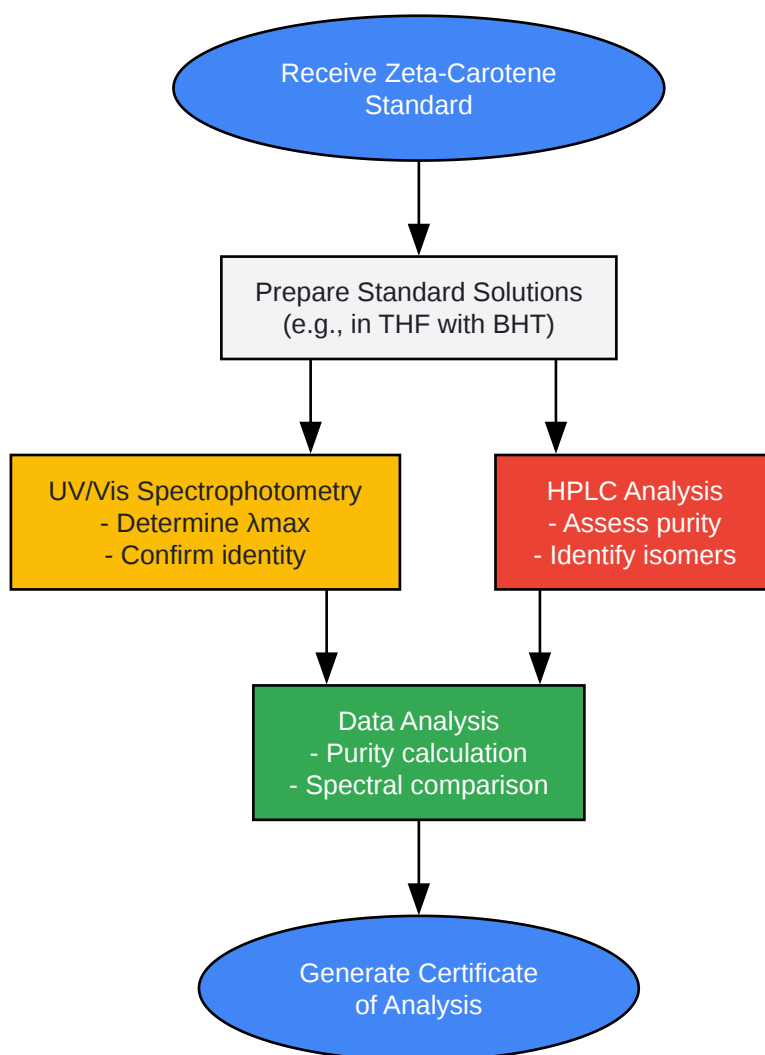 Receive Zeta-Carotene
Standard
Prepare Standard Solutions
(e.g., in THF with BHT)
UV/Vis Spectrophotometry
- Determine λmax
- Confirm identity
HPLC Analysis
- Assess purity
- Identify isomers
Data Analysis
- Purity calculation
- Spectral comparison
Generate Certificate
of Analysis